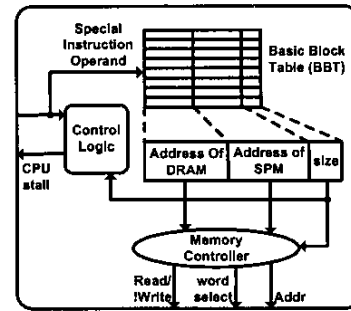 Special
Instruction
Operand
Basic Block
Table (BBT)
Control
Logic
CPU
stall
Address Of
DRAM
Address of
SPM
size
Memory
Controller
Read/
!Write
word
select
Addr